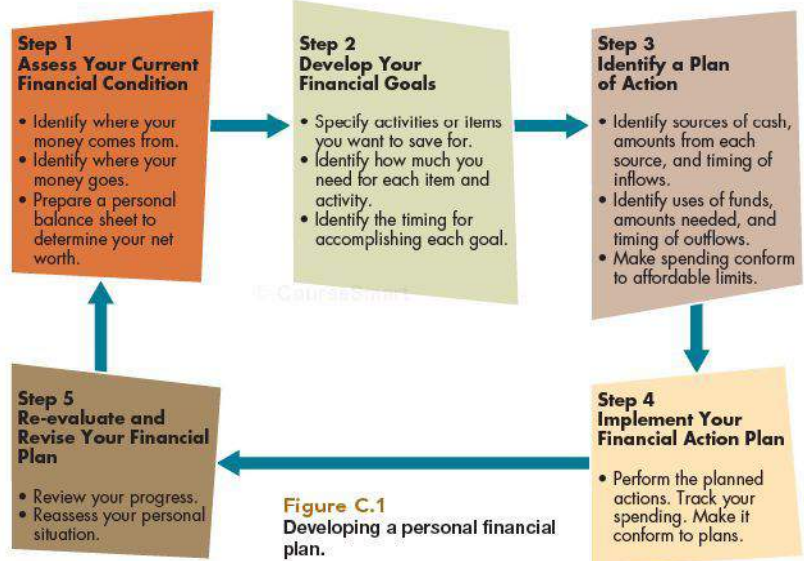 Step 1
Assess Your Current
Financial Condition
• Identify where your
money comes from.
• Identify where your
money goes.
• Prepare a personal
balance sheet to
determine your net
worth.
Step 2
Develop Your
Financial Goals
• Specify activities or items
you want to save for.
• Identify how much you
need for each item and
activity.
• Identify the timing for
accomplishing each goal.
Step 3
Identify a Plan
of Action
• Identify sources of cash,
amounts from each
source, and timing of
inflows.
• Identify uses of funds,
amounts needed, and
timing of outflows.
• Make spending conform
to affordable limits.
© CourseSmart
Step 4
Implement Your
Financial Action Plan
• Perform the planned
actions. Track your
spending. Make it
conform to plans.
Step 5
Re-evaluate and
Revise Your Financial
Plan
• Review your progress.
• Reassess your personal
situation.
Figure C.1
Developing a personal financial
plan.